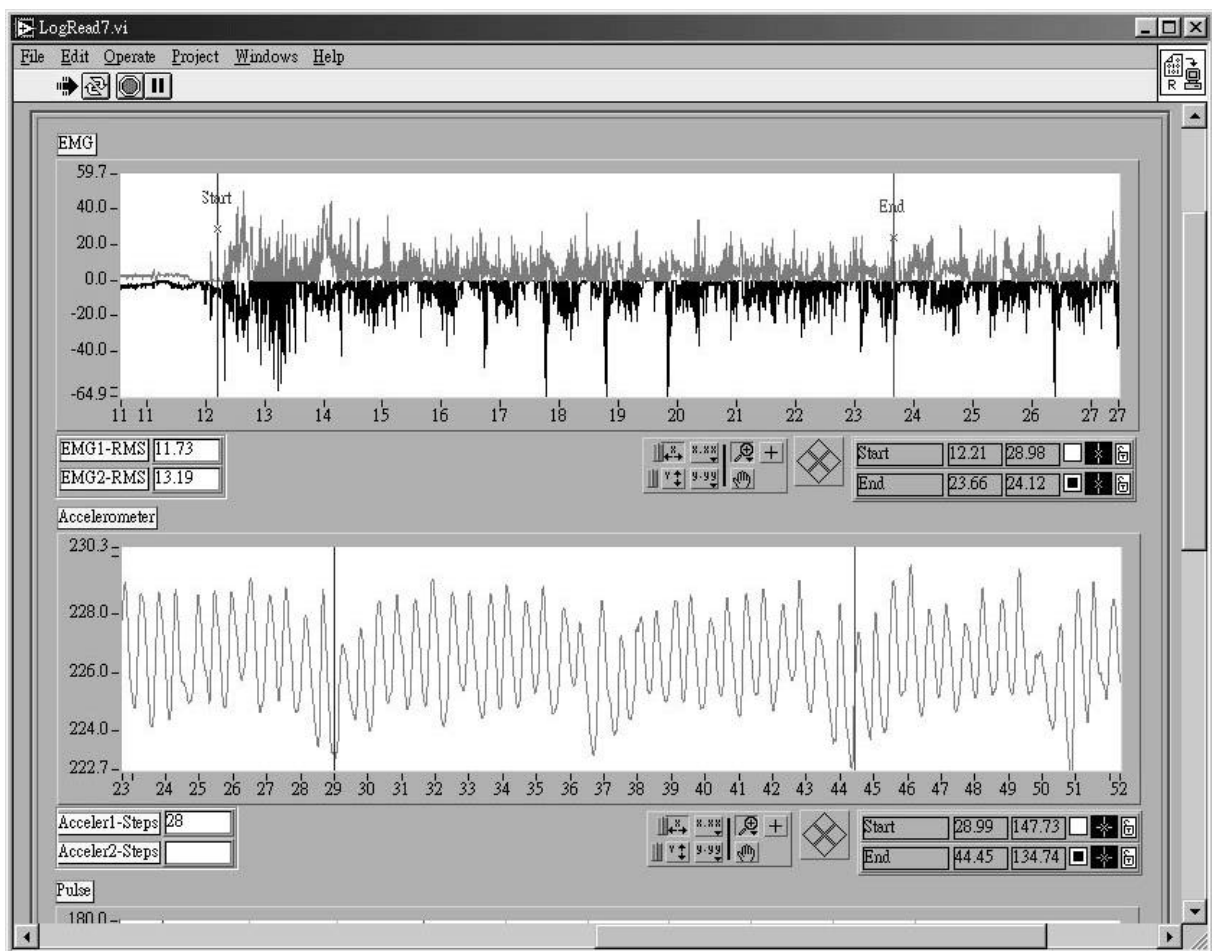 LogRead7.vi
File Edit Operate Project Windows Help
R
EMG
59.7
40.0
20.0
0.0
-20.0
-40.0
-64.9
Start
End
11 11 12 13 14 15 16 17 18 19 20 21 22 23 24 25 26 27 27
EMG1-RMS 11.73
EMG2-RMS 13.19
X X.XX
Y Y.YY
Start 12.21 28.98
End 23.66 24.12
Accelerometer
230.3
228.0
226.0
224.0
222.7
23 24 25 26 27 28 29 30 31 32 33 34 35 36 37 38 39 40 41 42 43 44 45 46 47 48 49 50 51 52
Acceler1-Steps 28
Acceler2-Steps
X X.XX
Y Y.YY
Start 28.99 147.73
End 44.45 134.74
Pulse
180.0